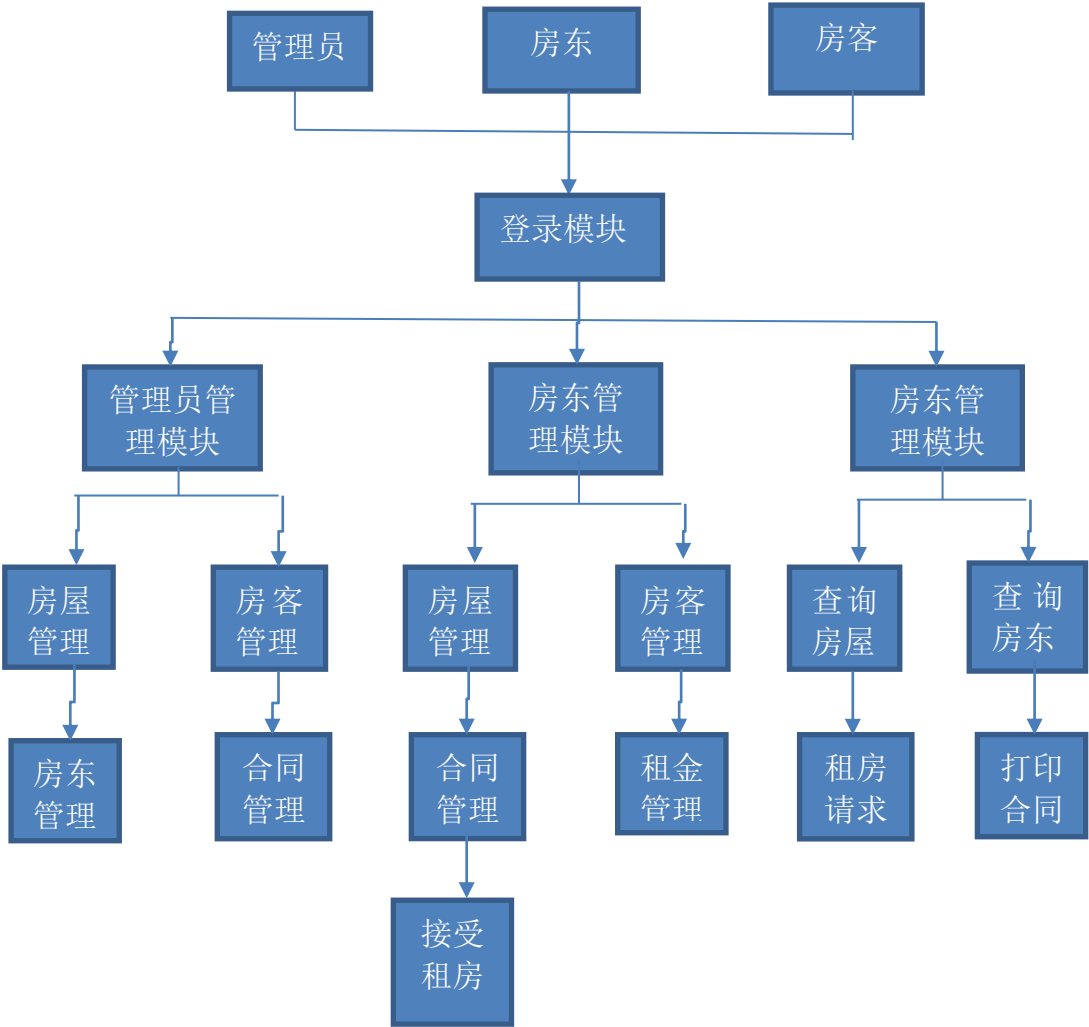 管理员
房东
房客
登录模块
管理员管
理模块
房东管
理模块
房东管
理模块
房屋
管理
房客
管理
房屋
管理
房客
管理
查询
房屋
查 询
房东
房东
管理
合同
管理
合同
管理
租金
管理
租房
请求
打印
合同
接受
租房